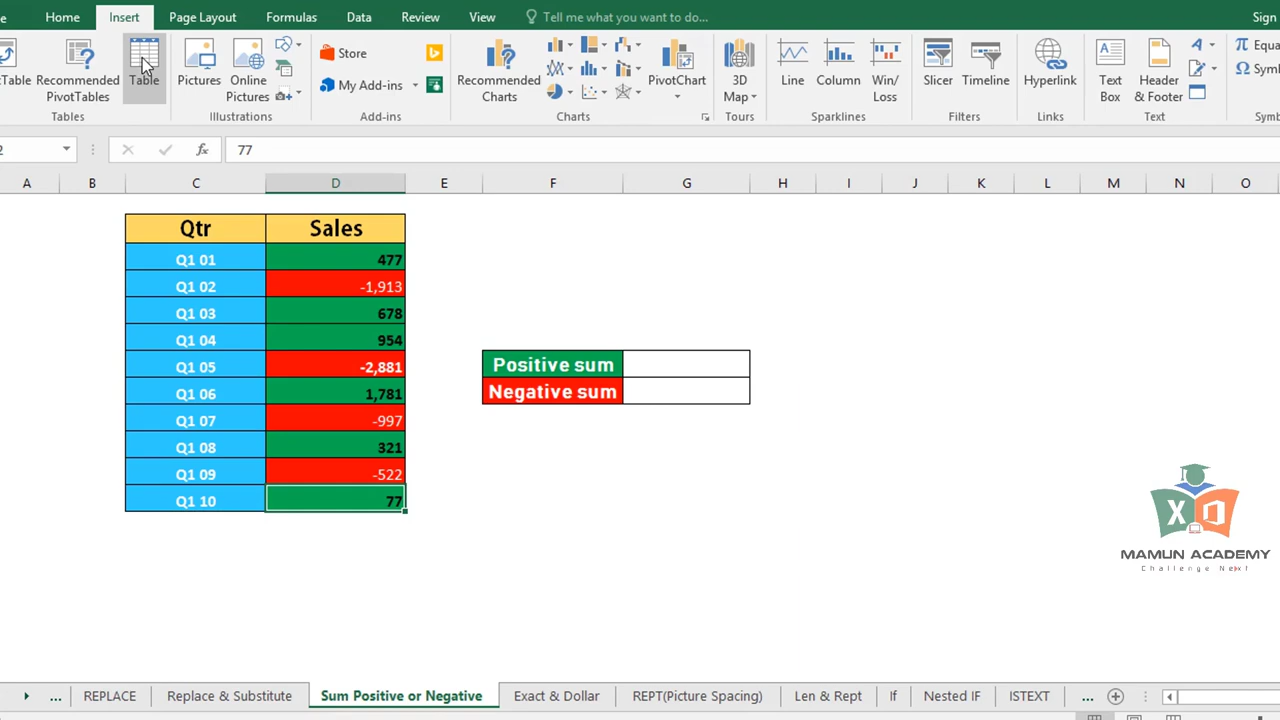 Home Insert Page Layout Formulas Data Review View Tell me what you want to do... Sign
Table Recommended PivotTables Table Pictures Online Pictures Store My Add-ins Recommended Charts PivotChart 3D Map Line Column Win/Loss Slicer Timeline Hyperlink Text Box Header & Footer Equa Symb
Tables Illustrations Add-ins Charts Tours Sparklines Filters Links Text Symb
2 fx 77
A B C D E F G H I J K L M N O
Qtr Sales
Q1 01 477
Q1 02 -1,913
Q1 03 678
Q1 04 954
Q1 05 -2,881
Q1 06 1,781
Q1 07 -997
Q1 08 321
Q1 09 -522
Q1 10 77
Positive sum
Negative sum
MAMUN ACADEMY
Challenge Next
... REPLACE Replace & Substitute Sum Positive or Negative Exact & Dollar REPT(Picture Spacing) Len & Rept If Nested IF ISTEXT ...